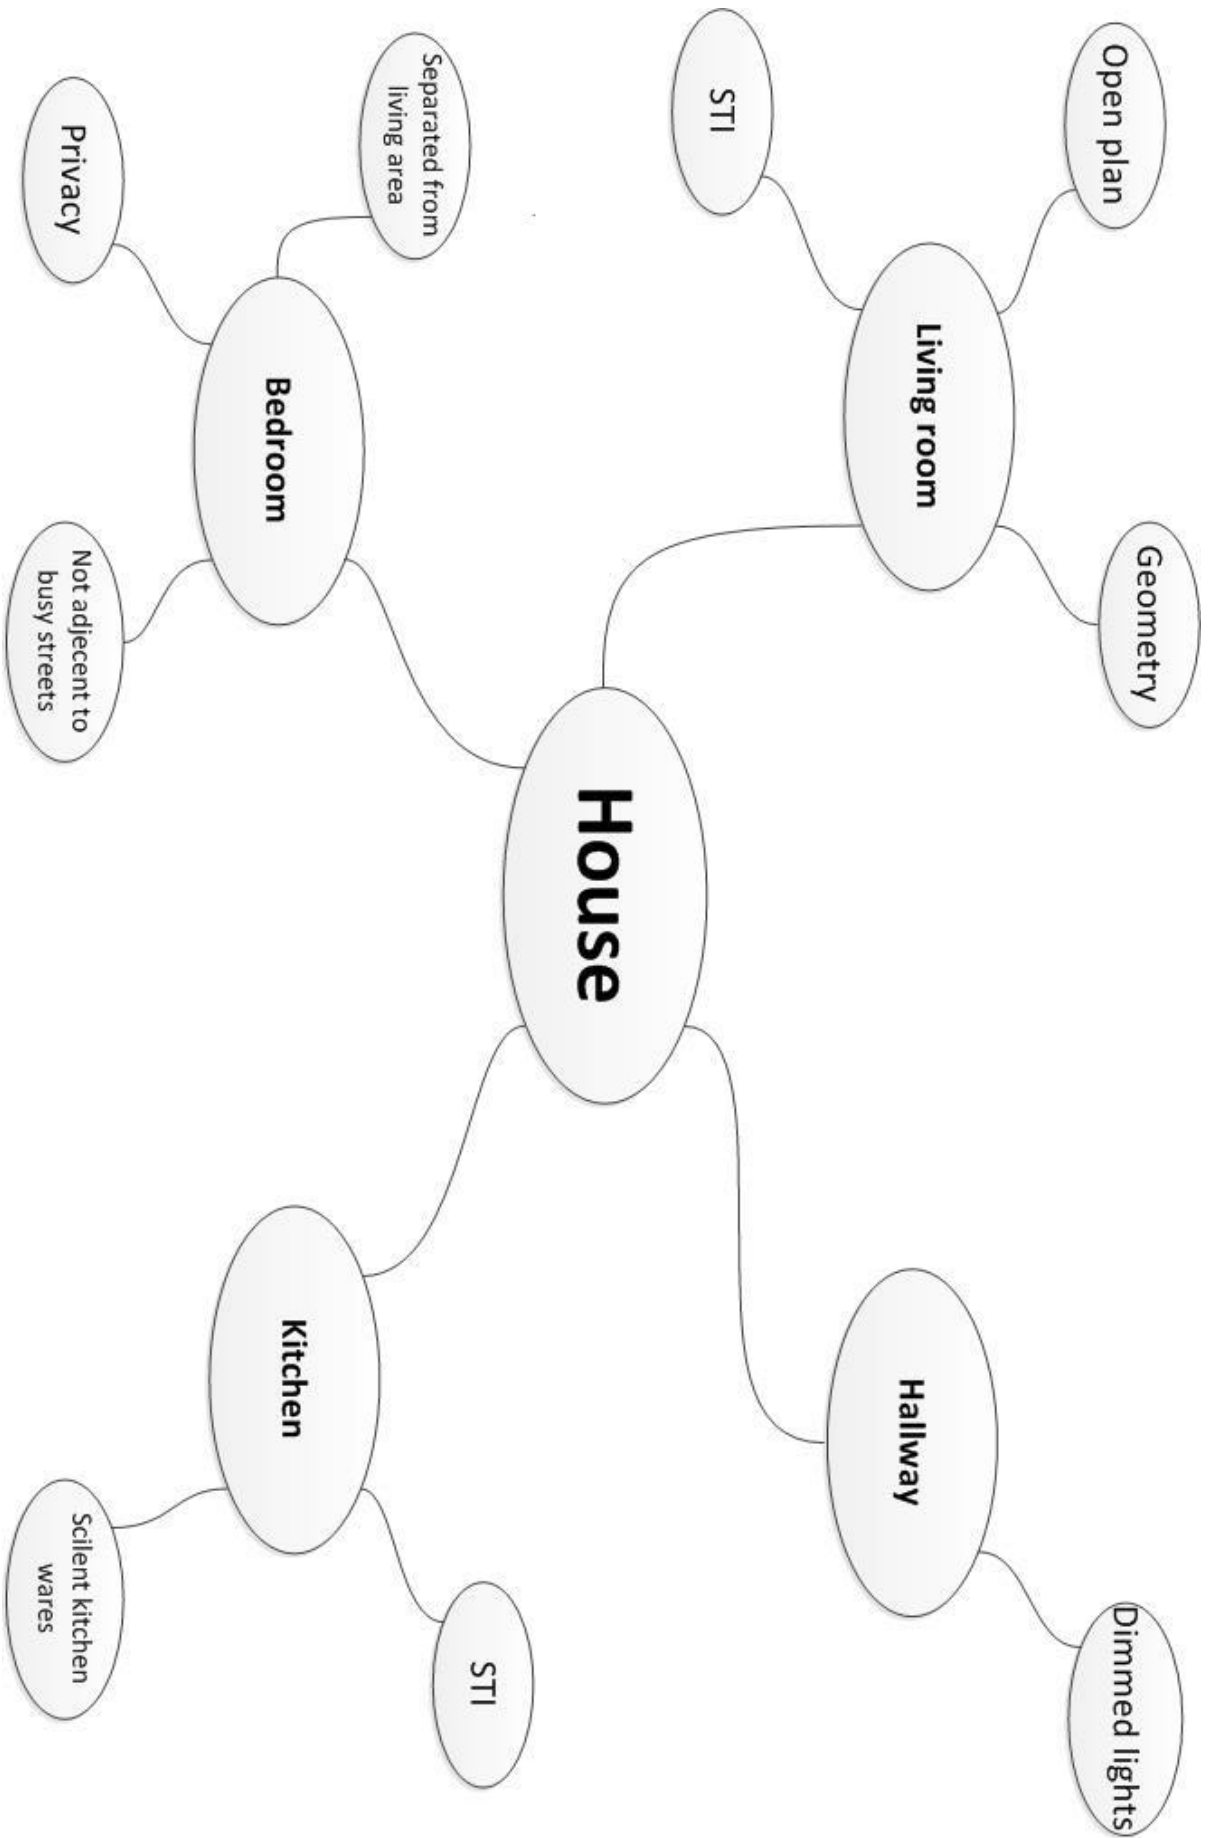 Open plan
Geometry
Dimmed lights
Living room
Hallway
STI
House
Separated from
living area
STI
Bedroom
Kitchen
Privacy
Not adjecent to
busy streets
Scilent kitchen
wares